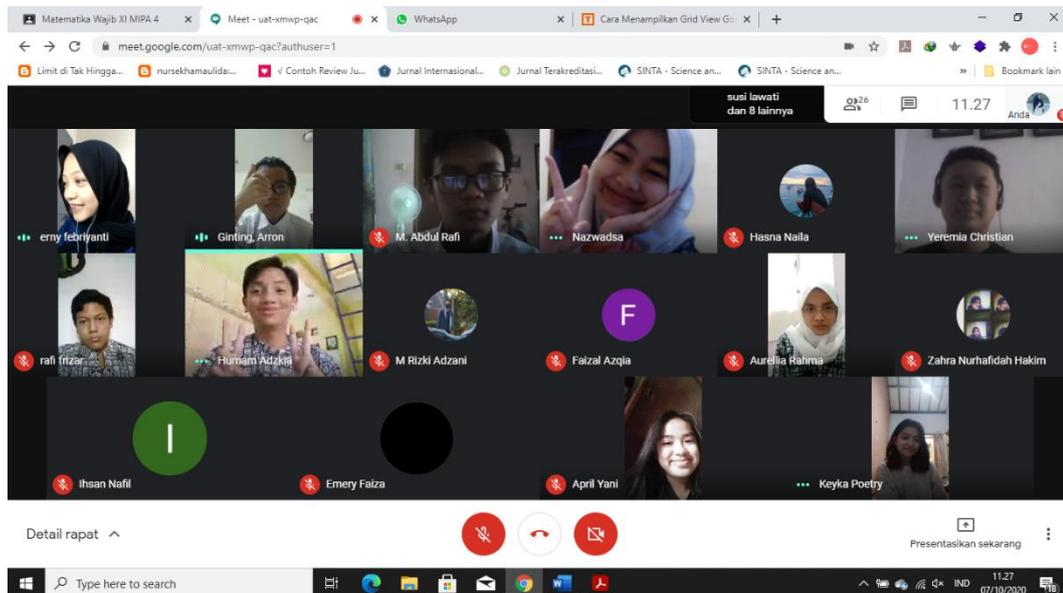 Matematika Wajib XI MIPA 4
Meet - uat-xmwp-qac
WhatsApp
Cara Menampilkan Grid View Go
meet.google.com/uat-xmwp-qac?authuser=1
Limit di Tak Hingga...
nursekhamaulida:...
√ Contoh Review Ju...
Jurnal Internasional...
Jurnal Terakreditasi...
SINTA - Science an...
SINTA - Science an...
Bookmark lain
susi lawati
dan 8 lainnya
26
11.27
Anda
erny febriyanti
Ginting, Arron
M. Abdul Rafi
Nazwadsa
Hasna Naila
Yeremia Christian
rafi frizar
Humam Adzkia
M Rizki Adzani
F
Faizal Azqia
Aurellia Rahma
Zahra Nurhafidah Hakim
I
Ihsan Nafil
Emery Faiza
April Yani
Keyka Poetry
Detail rapat
Presentasikan sekarang
Type here to search
IND
11.27
07/10/2020
18